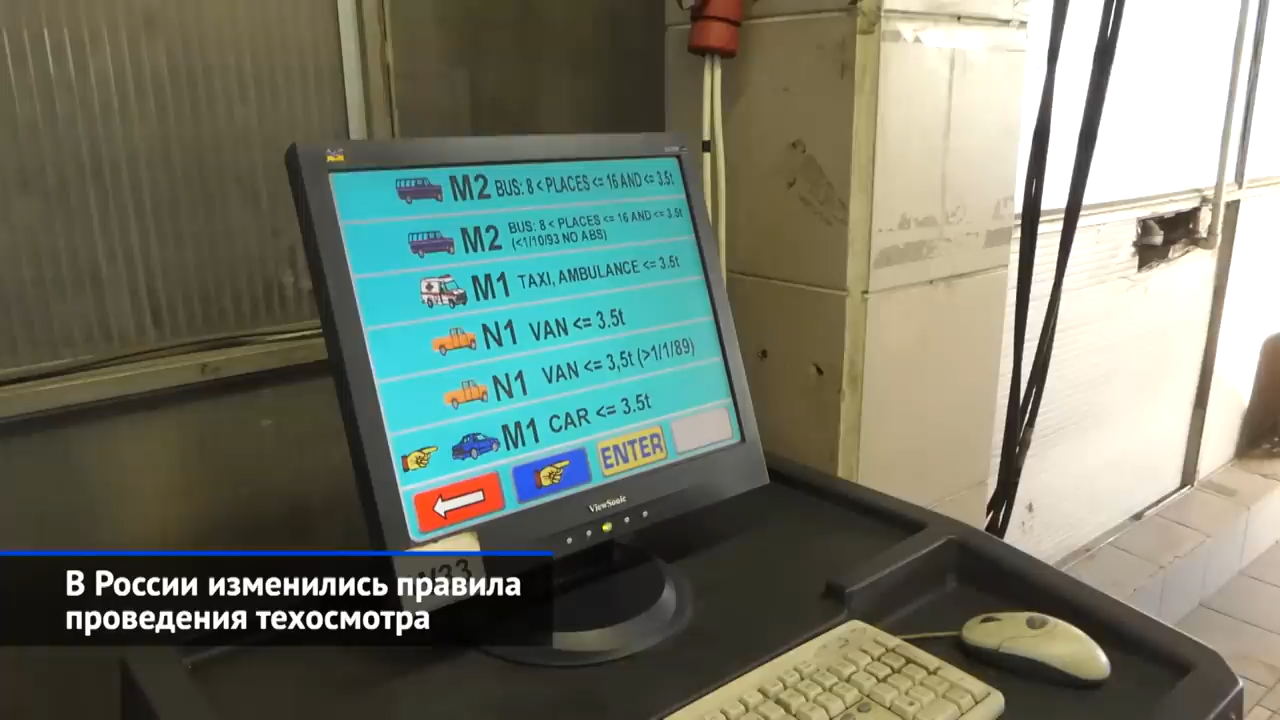 M2 BUS: 8 < PLACES <= 16 AND <= 3.5t
M2 BUS: 8 < PLACES <= 16 AND <= 3.5t
(<1/10/93 NO ABS)
M1 TAXI, AMBULANCE <= 3.5t
N1 VAN <= 3.5t
N1 VAN <= 3,5t (>1/1/89)
M1 CAR <= 3.5t
ENTER
ViewSonic
В России изменились правила
проведения техосмотра